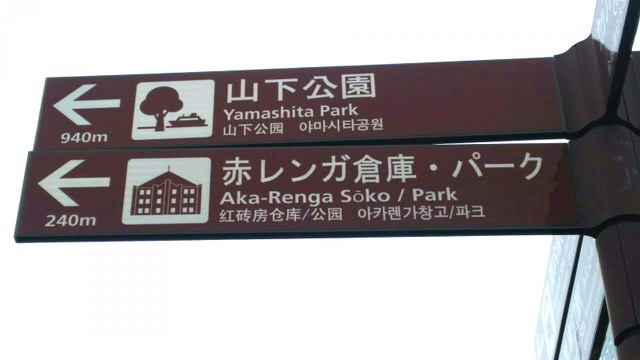 山下公園
Yamashita Park
山下公园 야마시타공원
940m
赤レンガ倉庫・パーク
Aka-Renga Sōko / Park
红砖房仓库/公园 아카렌가창고/파크
240m